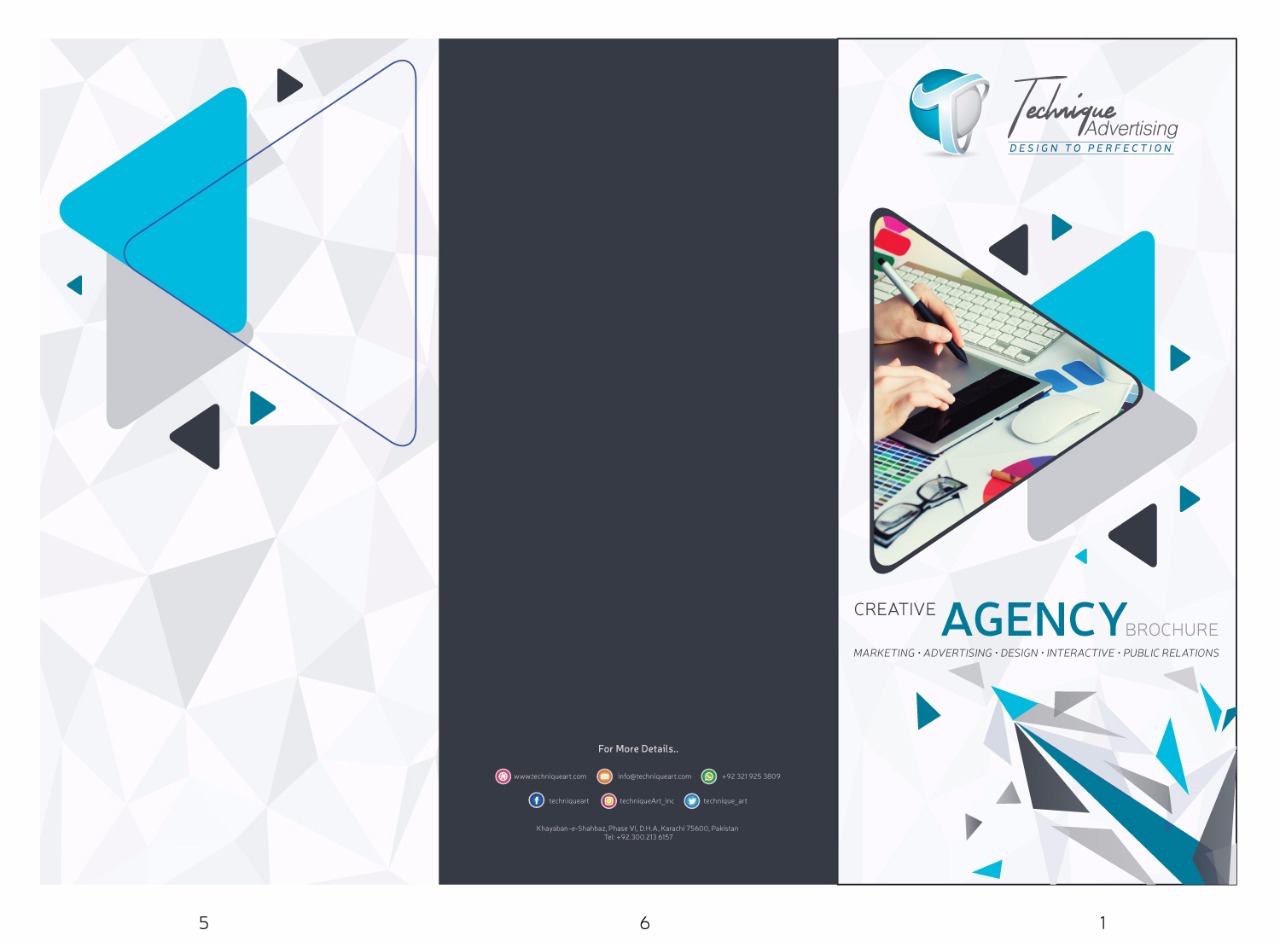 Technique
Advertising
DESIGN TO PERFECTION
CREATIVE AGENCY BROCHURE
MARKETING • ADVERTISING • DESIGN • INTERACTIVE • PUBLIC RELATIONS
For More Details..
www.techniqueart.com info@techniqueart.com +92 321 925 3809
techniqueart techniqueArt_inc technique_art
Khayaban-e-Shahbaz, Phase VI, D.H.A, Karachi 75600, Pakistan
Tel: +92.300.213 6157
5 6 1